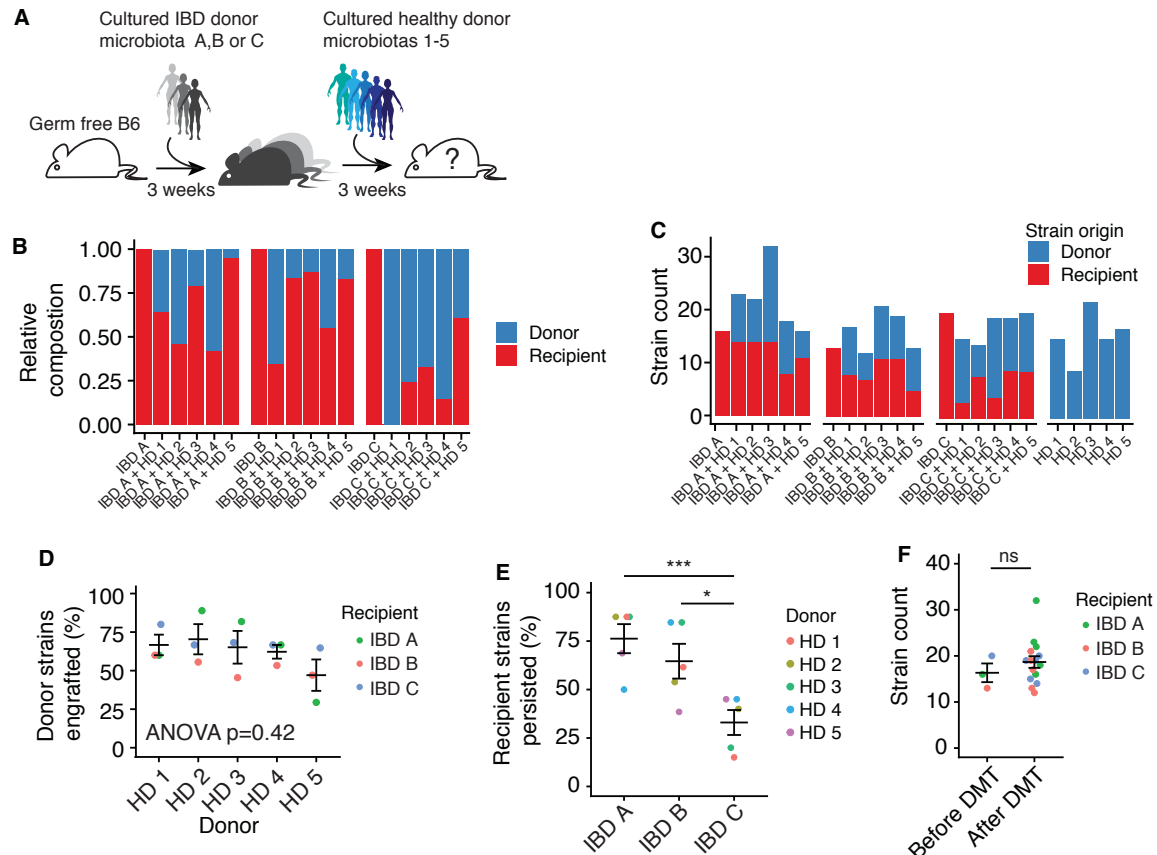 A
Cultured IBD donor
microbiota A,B or C
Cultured healthy donor
microbiotas 1-5
Germ free B6
?
3 weeks
3 weeks
B
Relative
compostion
1.00
0.75
0.50
0.25
0.00
IBD A
IBD A + HD 1
IBD A + HD 2
IBD A + HD 3
IBD A + HD 4
IBD A + HD 5
IBD B
IBD B + HD 1
IBD B + HD 2
IBD B + HD 3
IBD B + HD 4
IBD B + HD 5
IBD C
IBD C + HD 1
IBD C + HD 2
IBD C + HD 3
IBD C + HD 4
IBD C + HD 5
Donor
Recipient
C
Strain count
30
20
10
0
Strain origin
Donor
Recipient
IBD A
IBD A + HD 1
IBD A + HD 2
IBD A + HD 3
IBD A + HD 4
IBD A + HD 5
IBD B
IBD B + HD 1
IBD B + HD 2
IBD B + HD 3
IBD B + HD 4
IBD B + HD 5
IBD C
IBD C + HD 1
IBD C + HD 2
IBD C + HD 3
IBD C + HD 4
IBD C + HD 5
HD 1
HD 2
HD 3
HD 4
HD 5
D
Donor strains
engrafted (%)
100
75
50
25
0
ANOVA p=0.42
HD 1
HD 2
HD 3
HD 4
HD 5
Donor
Recipient
IBD A
IBD B
IBD C
E
Recipient strains
persisted (%)
100
75
50
25
0
***
*
IBD A
IBD B
IBD C
Donor
HD 1
HD 2
HD 3
HD 4
HD 5
F
Strain count
40
30
20
10
0
ns
Before DMT
After DMT
Recipient
IBD A
IBD B
IBD C